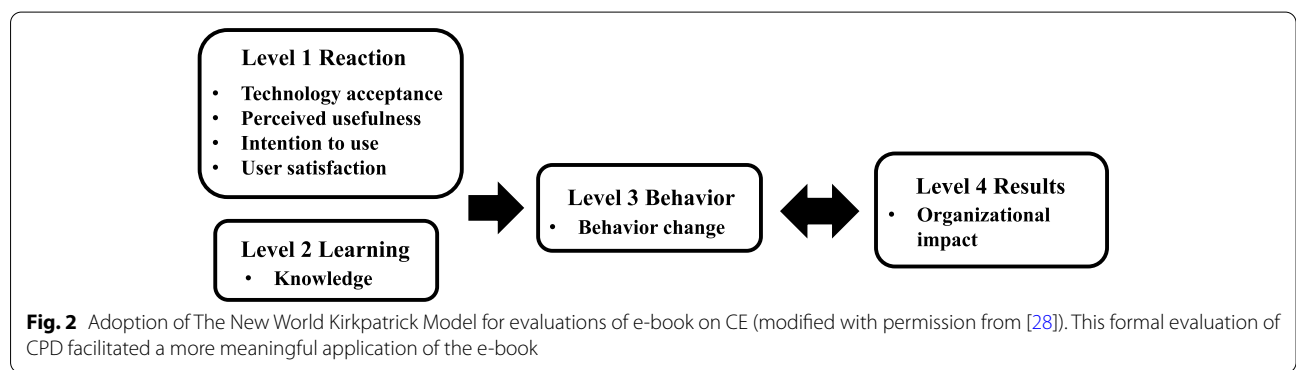 Level 1 Reaction
• Technology acceptance
• Perceived usefulness
• Intention to use
• User satisfaction
Level 2 Learning
• Knowledge
Level 3 Behavior
• Behavior change
Level 4 Results
• Organizational
impact
Fig. 2 Adoption of The New World Kirkpatrick Model for evaluations of e-book on CE (modified with permission from [28]). This formal evaluation of
CPD facilitated a more meaningful application of the e-book